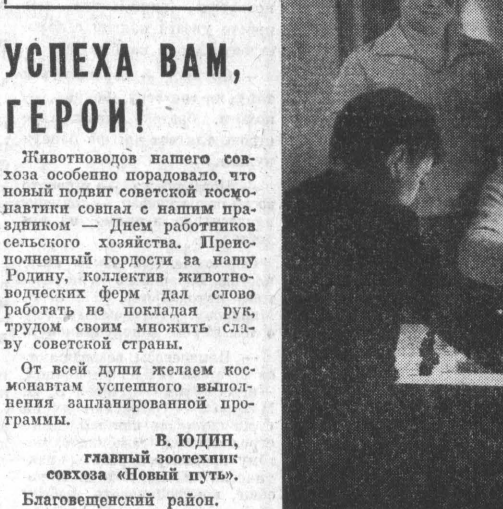 УСПЕХА ВАМ,
ГЕРОИ!
Животноводов нашего сов-
хоза особенно порадовало, что
новый подвиг советской космо-
навтики совпал с нашим пра-
здником — Днем работников
сельского хозяйства. Преис-
полненный гордости за нашу
Родину, коллектив животно-
водческих ферм дал слово
работать не покладая рук,
трудом своим множить сла-
ву советской страны.
От всей души желаем кос-
монавтам успешного выпол-
нения запланированной про-
граммы.
В. ЮДИН,
главный зоотехник
совхоза «Новый путь».
Благовещенский район.